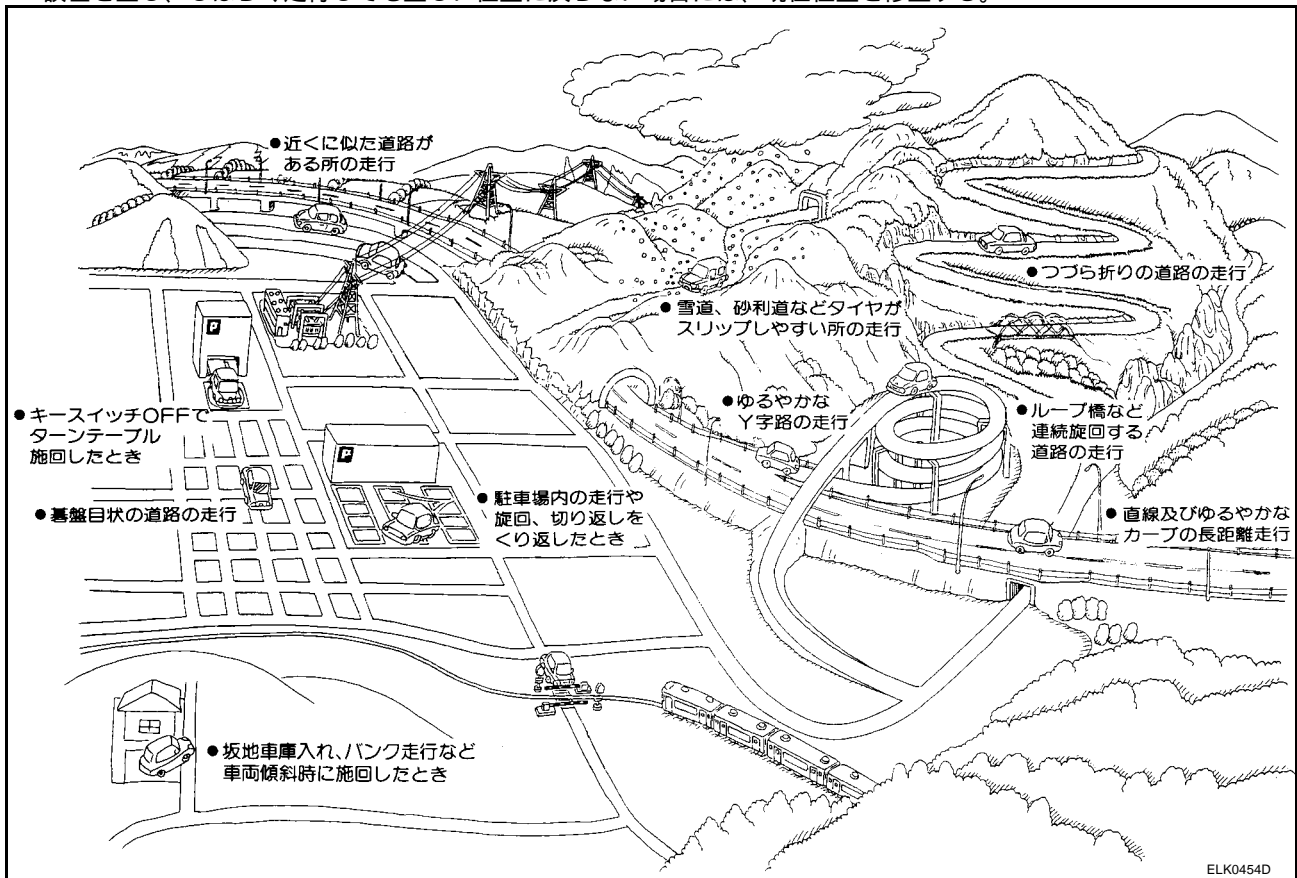 ●近くに似た道路が
ある所の走行
●つづら折りの道路の走行
●雪道、砂利道などタイヤが
スリップしやすい所の走行
●キースイッチOFFで
ターンテーブル
施回したとき
P
P
●ゆるやかな
Y字路の走行
●ループ橋など
連続旋回する
道路の走行
●碁盤目状の道路の走行
●駐車場内の走行や
旋回、切り返しを
くり返したとき
●直線及びゆるやかな
カーブの長距離走行
●坂地車庫入れ、バンク走行など
車両傾斜時に施回したとき
ELK0454D